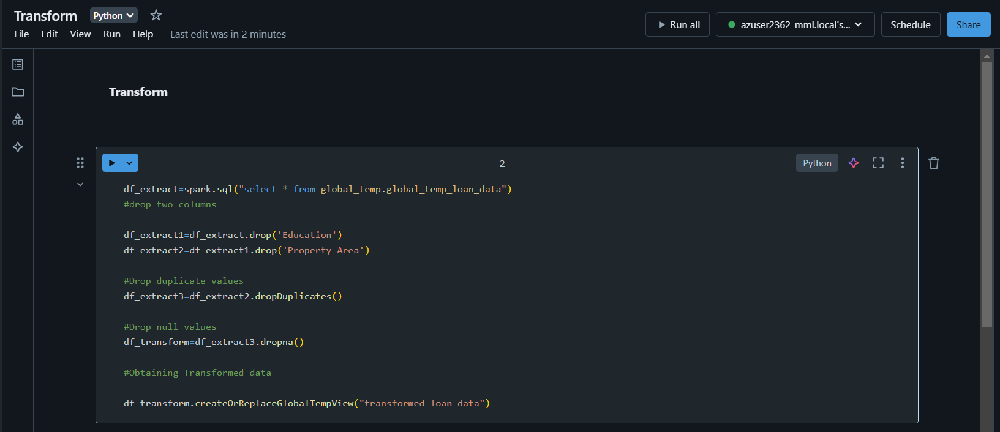 Transform Python
File Edit View Run Help Last edit was in 2 minutes
Run all azuser2362_mml.local's... Schedule Share
Transform
2
Python
df_extract=spark.sql("select * from global_temp.global_temp_loan_data")
#drop two columns
df_extract1=df_extract.drop('Education')
df_extract2=df_extract1.drop('Property_Area')
#Drop duplicate values
df_extract3=df_extract2.dropDuplicates()
#Drop null values
df_transform=df_extract3.dropna()
#Obtaining Transformed data
df_transform.createOrReplaceGlobalTempView("transformed_loan_data")